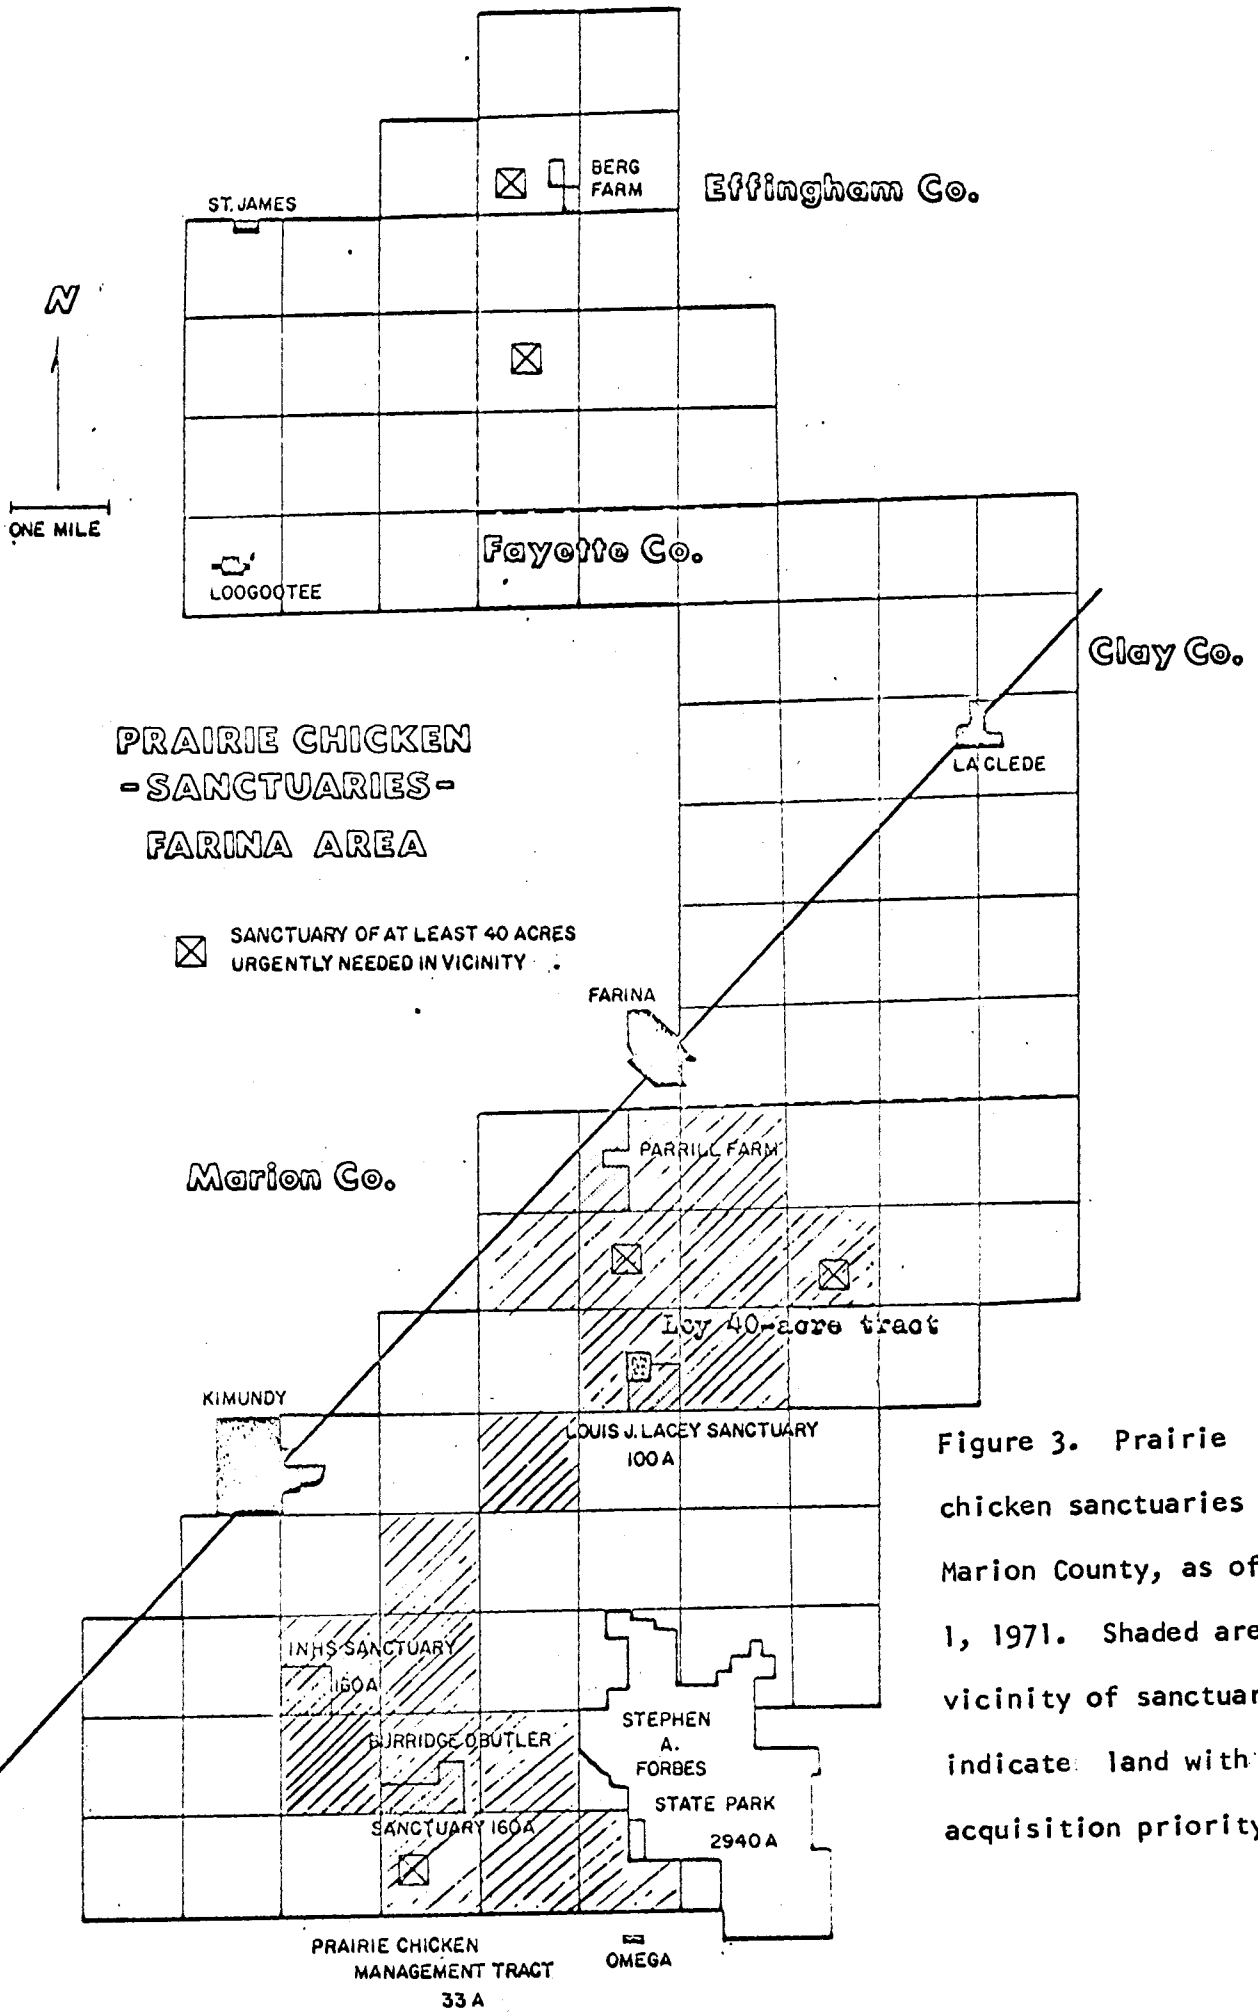 BERG
FARM
Effingham Co.
ST. JAMES
N
ONE MILE
Fayette Co.
LOOGOOTEE
Clay Co.
PRAIRIE CHICKEN
-SANCTUARIES-
FARINA AREA
LA CLEDE
SANCTUARY OF AT LEAST 40 ACRES
URGENTLY NEEDED IN VICINITY
FARINA
PARRILL FARM
Marion Co.
Loy 40-acre tract
KIMUNDY
LOUIS J. LACEY SANCTUARY
100 A
Figure 3. Prairie
chicken sanctuaries
Marion County, as of
1, 1971. Shaded are
vicinity of sanctuar
indicate land with
acquisition priority
INHS SANCTUARY
160A
BURRIDGE D BUTLER
SANCTUARY 160A
STEPHEN
A.
FORBES
STATE PARK
2940 A
PRAIRIE CHICKEN
MANAGEMENT TRACT
33 A
OMEGA